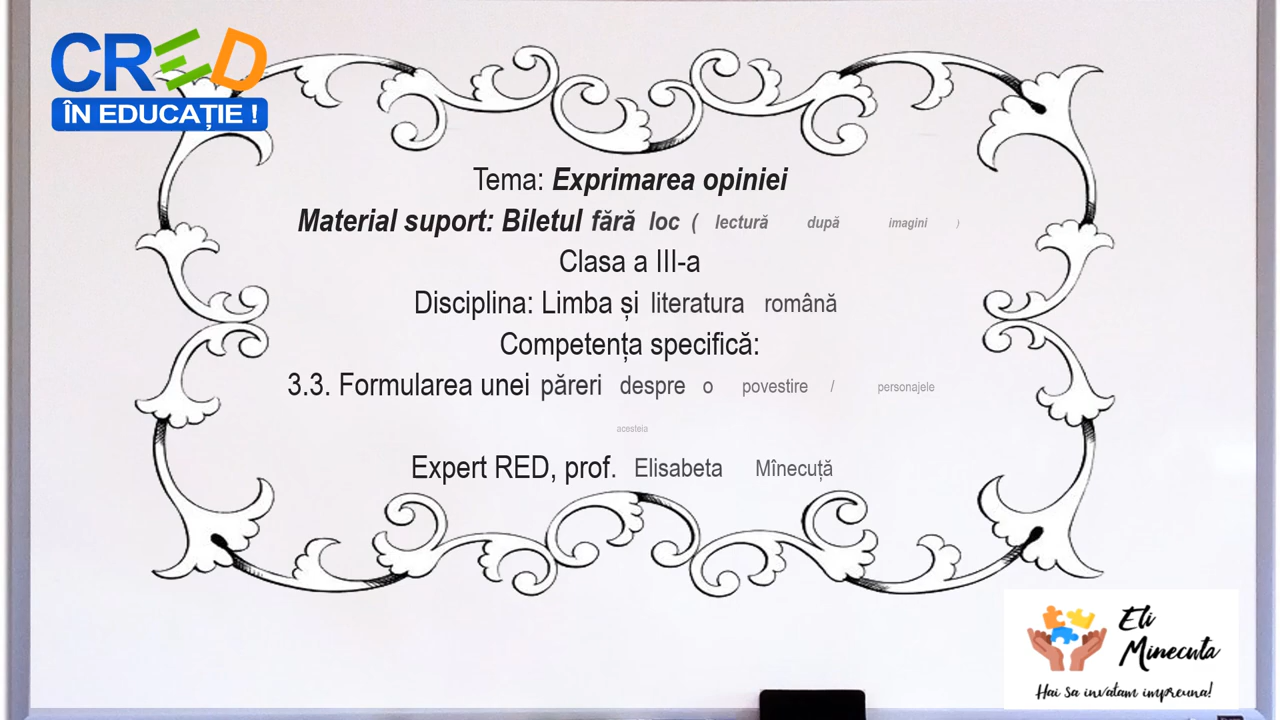 CRED
ÎN EDUCAȚIE !
Tema: Exprimarea opiniei
Material suport: Biletul fără loc ( lectură după imagini )
Clasa a III-a
Disciplina: Limba și literatura română
Competența specifică:
3.3. Formularea unei păreri despre o povestire / personajele
acesteia
Expert RED, prof. Elisabeta Mînecuță
Eli
Minecuta
Hai sa invatam impreuna!